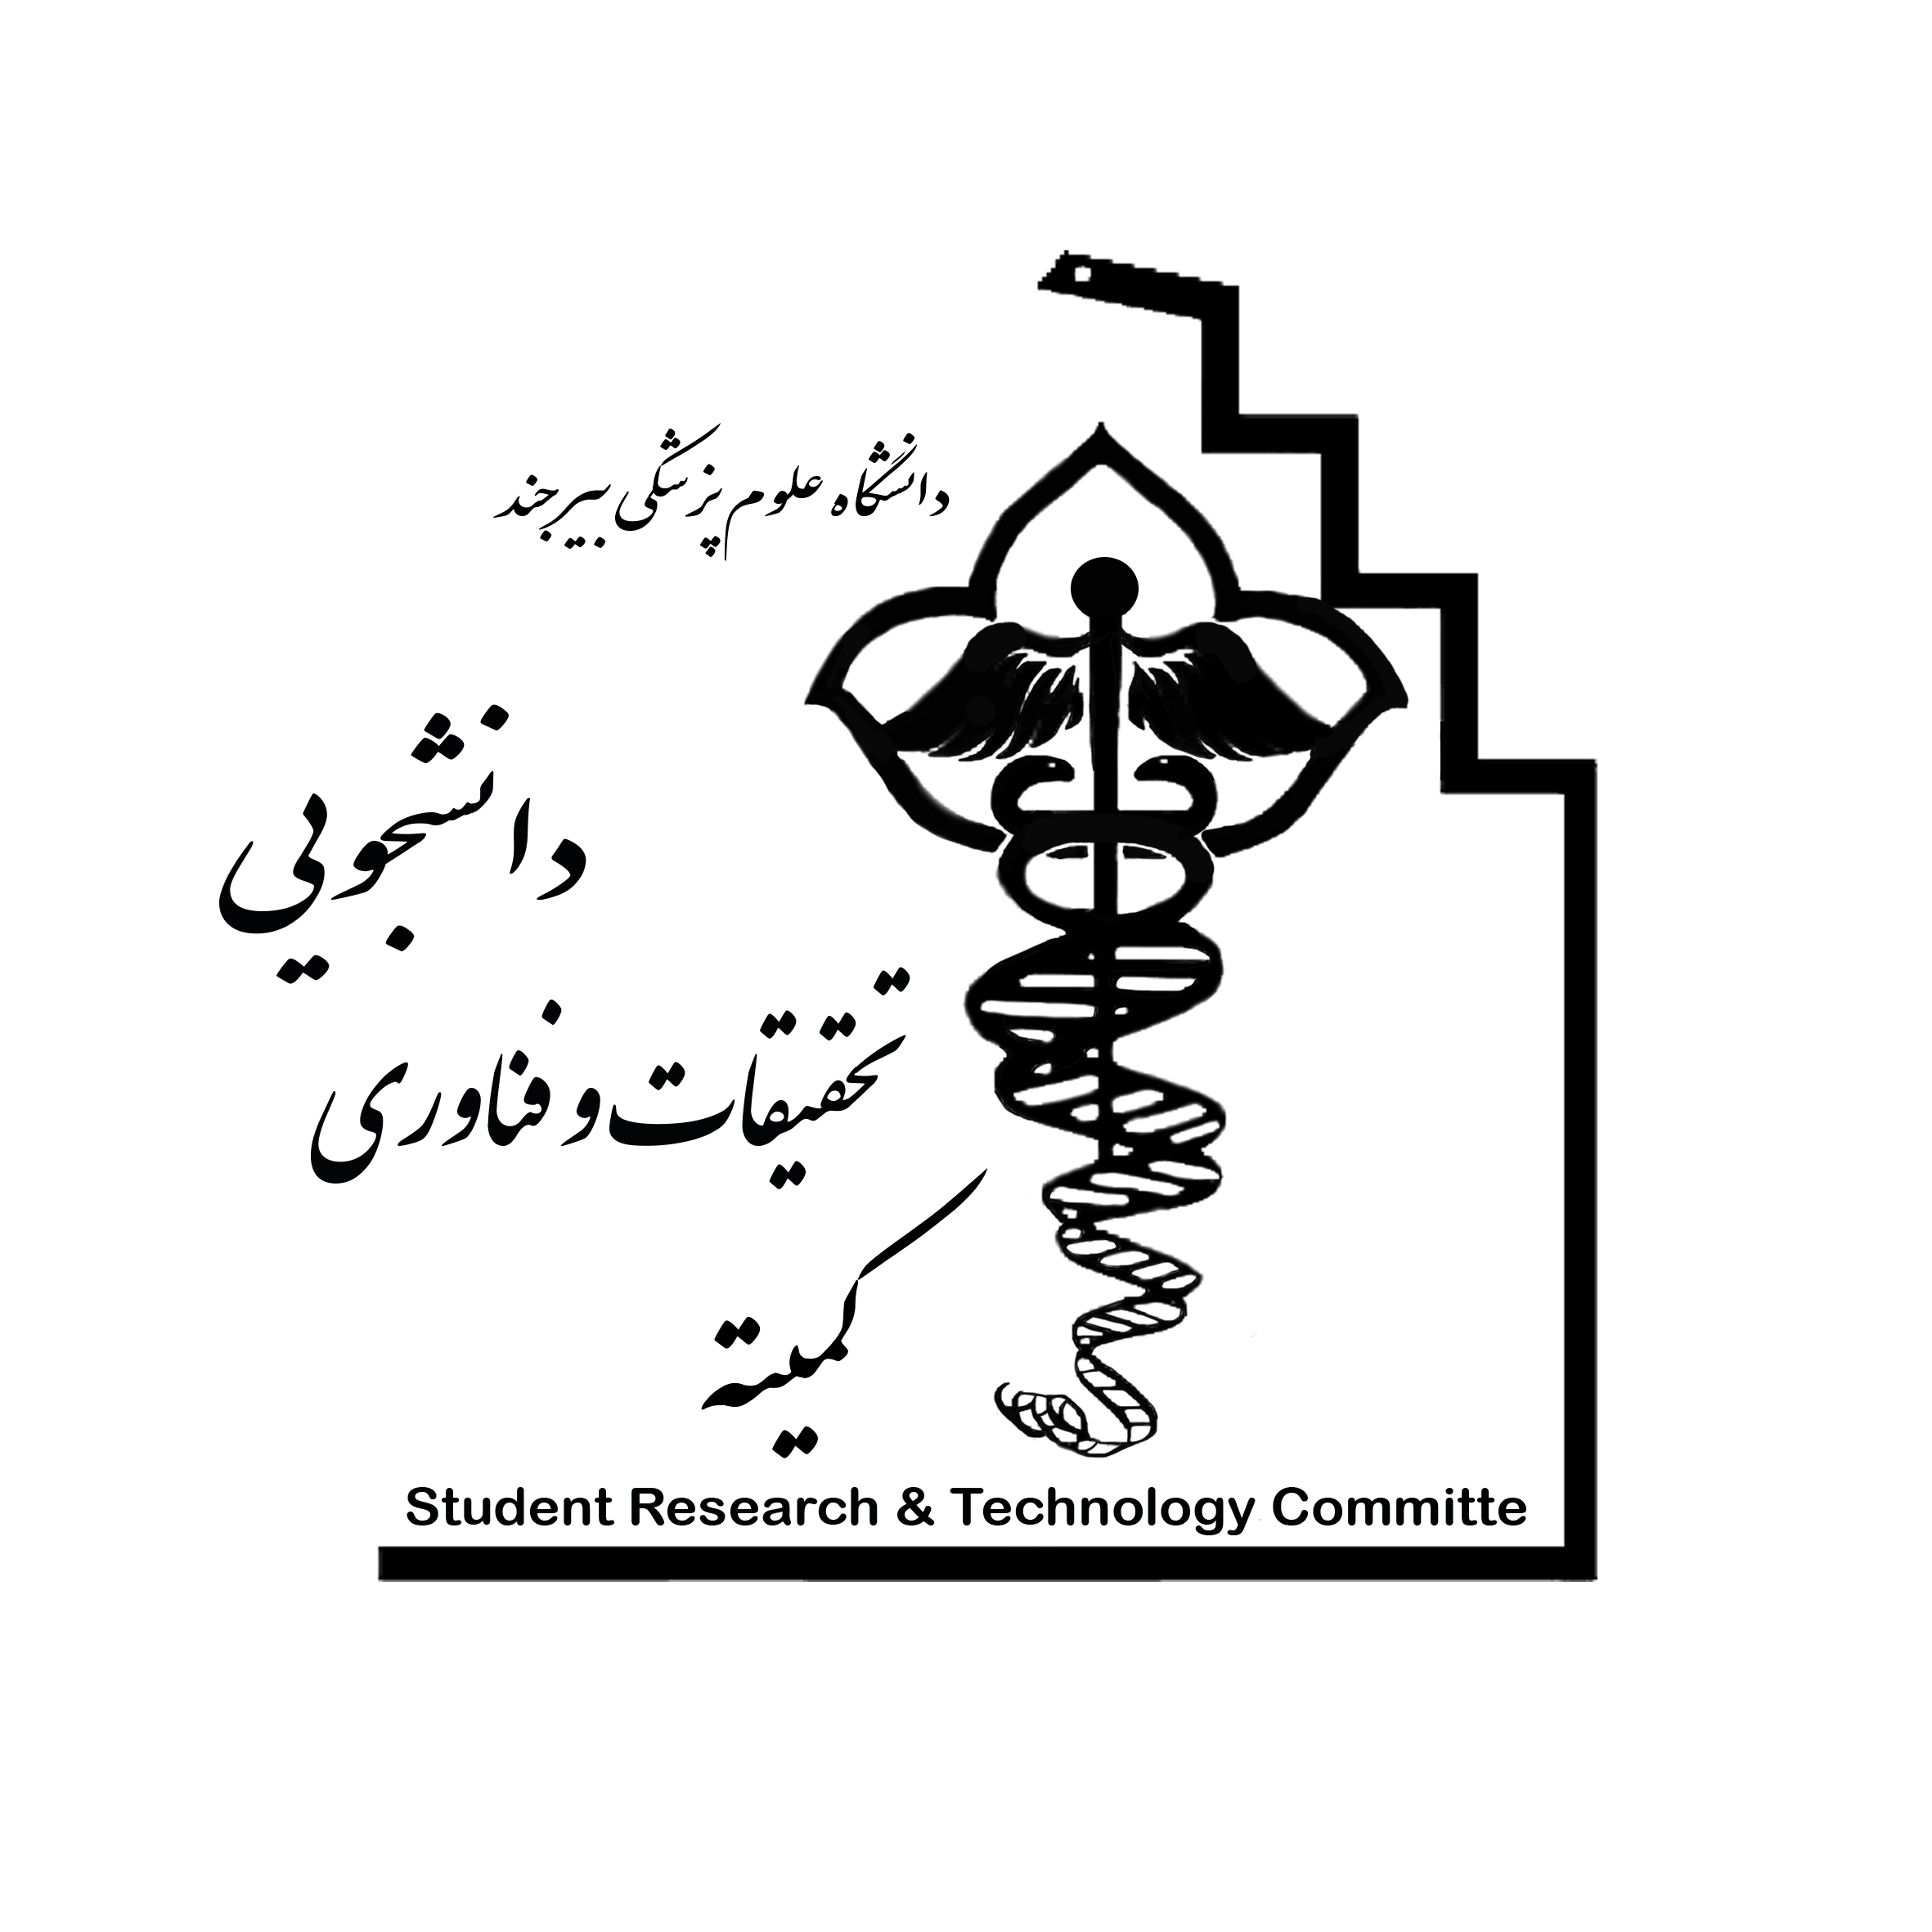 دانشگاه علوم پزشکی بیرجند
دانشجویی
تحقیقات و فناوری
کمیته
Student Research & Technology Committe